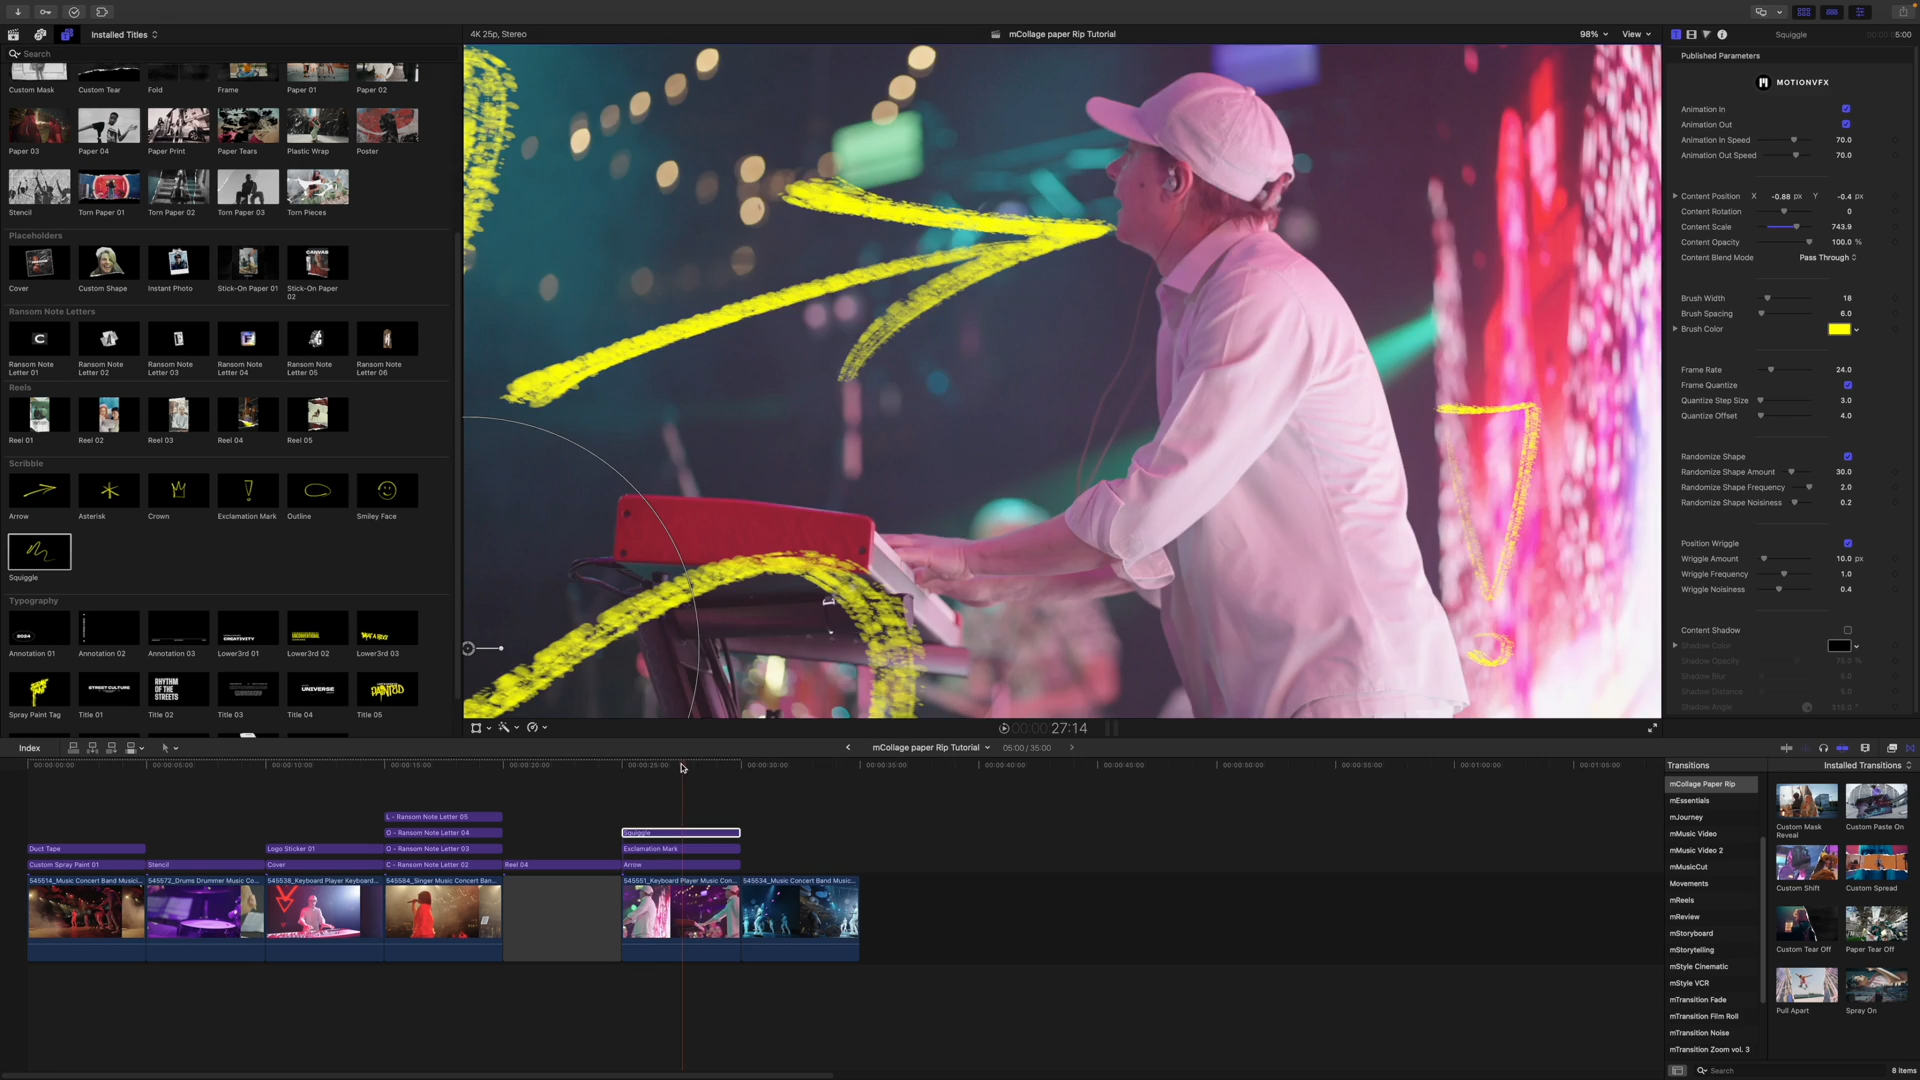 Installed Titles
4K 25p, Stereo
mCollage paper Rip Tutorial
98%
View
Squiggle
5:00
Search
Published Parameters
MOTIONVFX
Custom Mask
Custom Tear
Fold
Frame
Paper 01
Paper 02
Paper 03
Paper 04
Paper Print
Paper Tears
Plastic Wrap
Poster
Stencil
Torn Paper 01
Torn Paper 02
Torn Paper 03
Torn Pieces
Placeholders
Cover
Custom Shape
Instant Photo
Stick-On Paper 01
Stick-On Paper 02
Ransom Note Letters
Ransom Note Letter 01
Ransom Note Letter 02
Ransom Note Letter 03
Ransom Note Letter 04
Ransom Note Letter 05
Ransom Note Letter 06
Reels
Reel 01
Reel 02
Reel 03
Reel 04
Reel 05
Scribble
Arrow
Asterisk
Crown
Exclamation Mark
Outline
Smiley Face
Squiggle
Typography
Annotation 01
Annotation 02
Annotation 03
Lower3rd 01
Lower3rd 02
Lower3rd 03
Spray Paint Tag
Title 01
Title 02
Title 03
Title 04
Title 05
Animation In
Animation Out
Animation In Speed 70.0
Animation Out Speed 70.0
Content Position X -0.88 px Y -0.4 px
Content Rotation 0
Content Scale 743.9
Content Opacity 100.0 %
Content Blend Mode Pass Through
Brush Width 18
Brush Spacing 6.0
Brush Color
Frame Rate 24.0
Frame Quantize
Quantize Step Size 3.0
Quantize Offset 4.0
Randomize Shape
Randomize Shape Amount 30.0
Randomize Shape Frequency 2.0
Randomize Shape Noisiness 0.2
Position Wriggle
Wriggle Amount 10.0 px
Wriggle Frequency 1.0
Wriggle Noisiness 0.4
Content Shadow
Shadow Color
Shadow Opacity 75.0 %
Shadow Blur 5.0
Shadow Distance 5.0
Shadow Angle 315.0 °
00:00:27:14
Index
mCollage paper Rip Tutorial
05:00 / 35:00
00:00:00:00
00:00:05:00
00:00:10:00
00:00:15:00
00:00:20:00
00:00:25:00
00:00:30:00
00:00:35:00
00:00:40:00
00:00:45:00
00:00:50:00
00:00:55:00
00:01:00:00
00:01:05:00
L - Ransom Note Letter 05
O - Ransom Note Letter 04
Squiggle
Duct Tape
Logo Sticker 01
O - Ransom Note Letter 03
Exclamation Mark
Custom Spray Paint 01
Stencil
Cover
C - Ransom Note Letter 02
Reel 04
Arrow
545514_Music Concert Band Musici...
545572_Drums Drummer Music Co...
545538_Keyboard Player Keyboard...
545584_Singer Music Concert Ban...
545551_Keyboard Player Music Con...
545534_Music Concert Band Music...
Transitions
Installed Transitions
mCollage Paper Rip
mEssentials
mJourney
mMusic Video
mMusic Video 2
mMusicCut
Movements
mReels
mReview
mStoryboard
mStorytelling
mStyle Cinematic
mStyle VCR
mTransition Fade
mTransition Film Roll
mTransition Noise
mTransition Zoom vol. 3
Custom Mask Reveal
Custom Paste On
Custom Shift
Custom Spread
Custom Tear Off
Paper Tear Off
Pull Apart
Spray On
Search
8 items